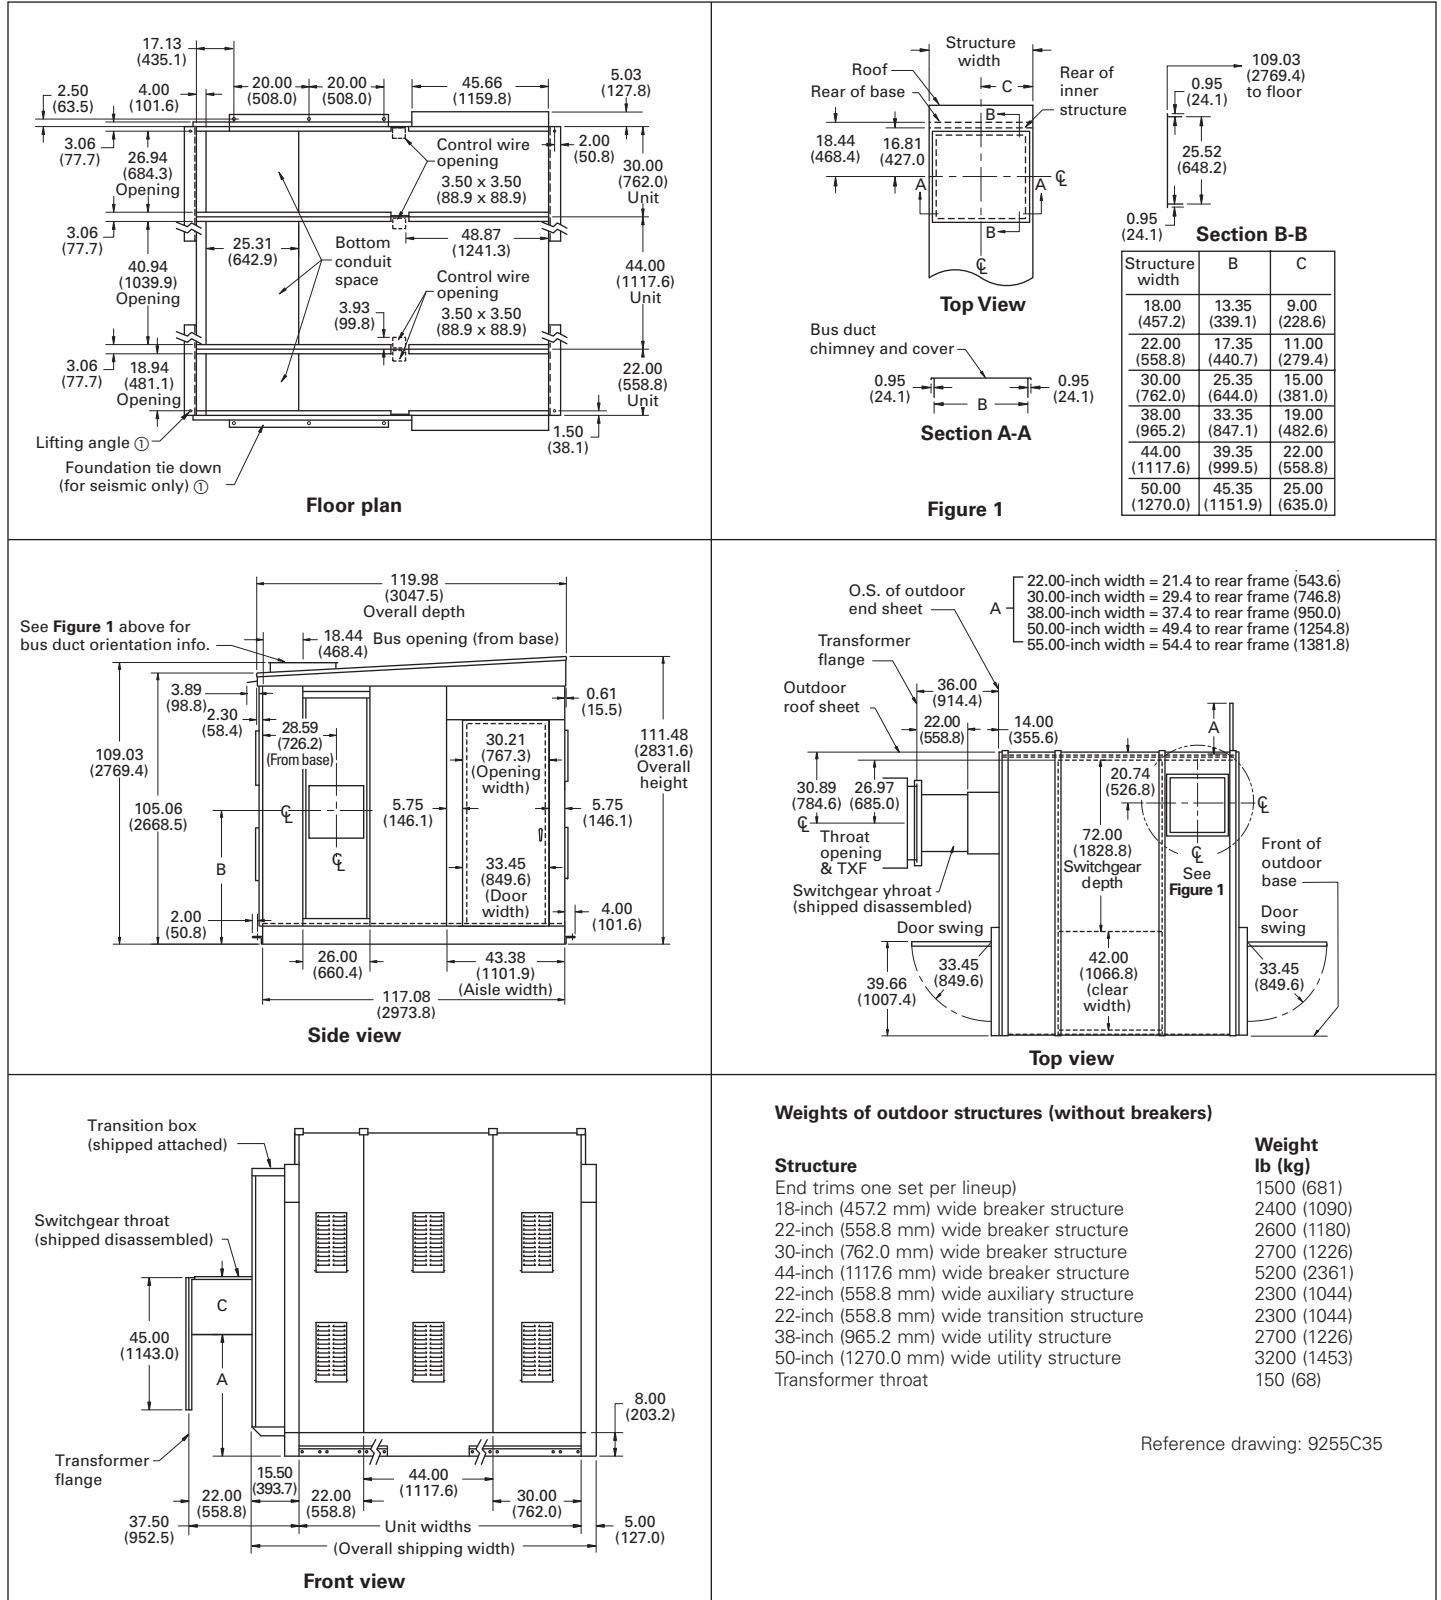 17.13
(435.1)
2.50
(63.5)
4.00
(101.6)
20.00
(508.0)
20.00
(508.0)
45.66
(1159.8)
5.03
(127.8)
3.06
(77.7)
26.94
(684.3)
Opening
Control wire
opening
3.50 x 3.50
(88.9 x 88.9)
2.00
(50.8)
30.00
(762.0)
Unit
3.06
(77.7)
25.31
(642.9)
Bottom
conduit
space
48.87
(1241.3)
40.94
(1039.9)
Opening
Control wire
opening
3.50 x 3.50
(88.9 x 88.9)
44.00
(1117.6)
Unit
3.93
(99.8)
3.06
(77.7)
18.94
(481.1)
Opening
22.00
(558.8)
Unit
1.50
(38.1)
Lifting angle ①
Foundation tie down
(for seismic only) ①
Floor plan
Structure
width
Roof
Rear of base
C
Rear of
inner
structure
B
18.44
(468.4)
16.81
(427.0
A
A
℄
B
℄
Top View
109.03
(2769.4)
to floor
0.95
(24.1)
25.52
(648.2)
0.95
(24.1)
Section B-B
Bus duct
chimney and cover
0.95
(24.1)
B
0.95
(24.1)
Section A-A
Figure 1
Structure
width
B
C
18.00
(457.2)
13.35
(339.1)
9.00
(228.6)
22.00
(558.8)
17.35
(440.7)
11.00
(279.4)
30.00
(762.0)
25.35
(644.0)
15.00
(381.0)
38.00
(965.2)
33.35
(847.1)
19.00
(482.6)
44.00
(1117.6)
39.35
(999.5)
22.00
(558.8)
50.00
(1270.0)
45.35
(1151.9)
25.00
(635.0)
119.98
(3047.5)
Overall depth
See Figure 1 above for
bus duct orientation info.
18.44
(468.4)
Bus opening (from base)
3.89
(98.8)
2.30
(58.4)
28.59
(726.2)
(From base)
0.61
(15.5)
109.03
(2769.4)
30.21
(767.3)
(Opening
width)
111.48
(2831.6)
Overall
height
105.06
(2668.5)
℄
5.75
(146.1)
5.75
(146.1)
℄
B
33.45
(849.6)
(Door
width)
2.00
(50.8)
4.00
(101.6)
26.00
(660.4)
43.38
(1101.9)
(Aisle width)
117.08
(2973.8)
Side view
O.S. of outdoor
end sheet
A
22.00-inch width = 21.4 to rear frame (543.6)
30.00-inch width = 29.4 to rear frame (746.8)
38.00-inch width = 37.4 to rear frame (950.0)
50.00-inch width = 49.4 to rear frame (1254.8)
55.00-inch width = 54.4 to rear frame (1381.8)
Transformer
flange
Outdoor
roof sheet
36.00
(914.4)
22.00
(558.8)
14.00
(355.6)
A
30.89
(784.6)
26.97
(685.0)
20.74
(526.8)
℄
℄
Throat
opening
& TXF
72.00
(1828.8)
Switchgear
depth
℄
See
Figure 1
Front of
outdoor
base
Switchgear yhroat
(shipped disassembled)
Door swing
Door
swing
39.66
(1007.4)
33.45
(849.6)
42.00
(1066.8)
(clear
width)
33.45
(849.6)
Top view
Transition box
(shipped attached)
Switchgear throat
(shipped disassembled)
C
45.00
(1143.0)
A
8.00
(203.2)
Transformer
flange
15.50
(393.7)
44.00
(1117.6)
22.00
(558.8)
22.00
(558.8)
30.00
(762.0)
37.50
(952.5)
Unit widths
5.00
(127.0)
(Overall shipping width)
Front view
Weights of outdoor structures (without breakers)
Structure
Weight
lb (kg)
End trims one set per lineup) 1500 (681)
18-inch (457.2 mm) wide breaker structure 2400 (1090)
22-inch (558.8 mm) wide breaker structure 2600 (1180)
30-inch (762.0 mm) wide breaker structure 2700 (1226)
44-inch (1117.6 mm) wide breaker structure 5200 (2361)
22-inch (558.8 mm) wide auxiliary structure 2300 (1044)
22-inch (558.8 mm) wide transition structure 2300 (1044)
38-inch (965.2 mm) wide utility structure 2700 (1226)
50-inch (1270.0 mm) wide utility structure 3200 (1453)
Transformer throat 150 (68)
Reference drawing: 9255C35